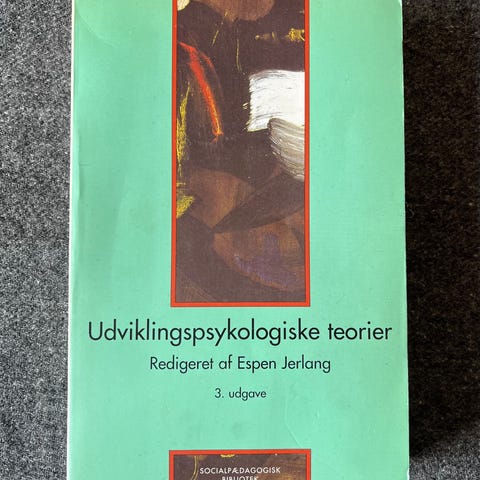 Udviklingspsykologiske teorier
Redigeret af Espen Jerlang
3. udgave
SOCIALPÆDAGOGISK
BIBLIOTEK